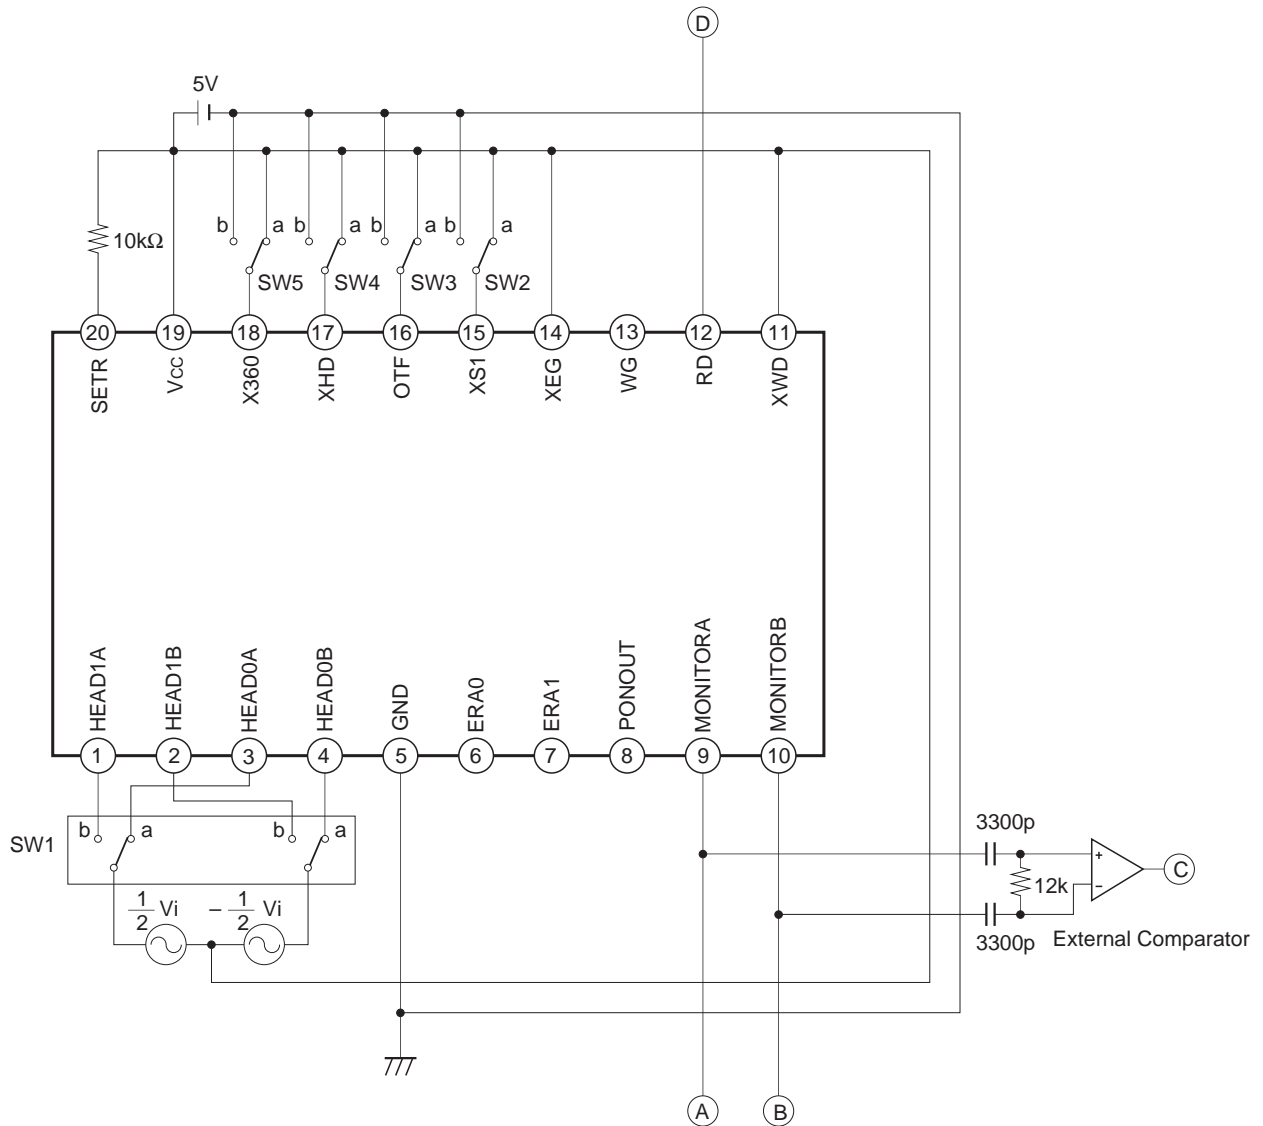 D
5V
b a b a b a b a
10kΩ
SW5 SW4 SW3 SW2
20 19 18 17 16 15 14 13 12 11
SETR
Vcc
X360
XHD
OTF
XS1
XEG
WG
RD
XWD
HEAD1A
HEAD1B
HEAD0A
HEAD0B
GND
ERA0
ERA1
PONOUT
MONITORA
MONITORB
1 2 3 4 5 6 7 8 9 10
SW1
b a b a
1/2 Vi – 1/2 Vi
3300p
+
–
12k
C
3300p
External Comparator
A B